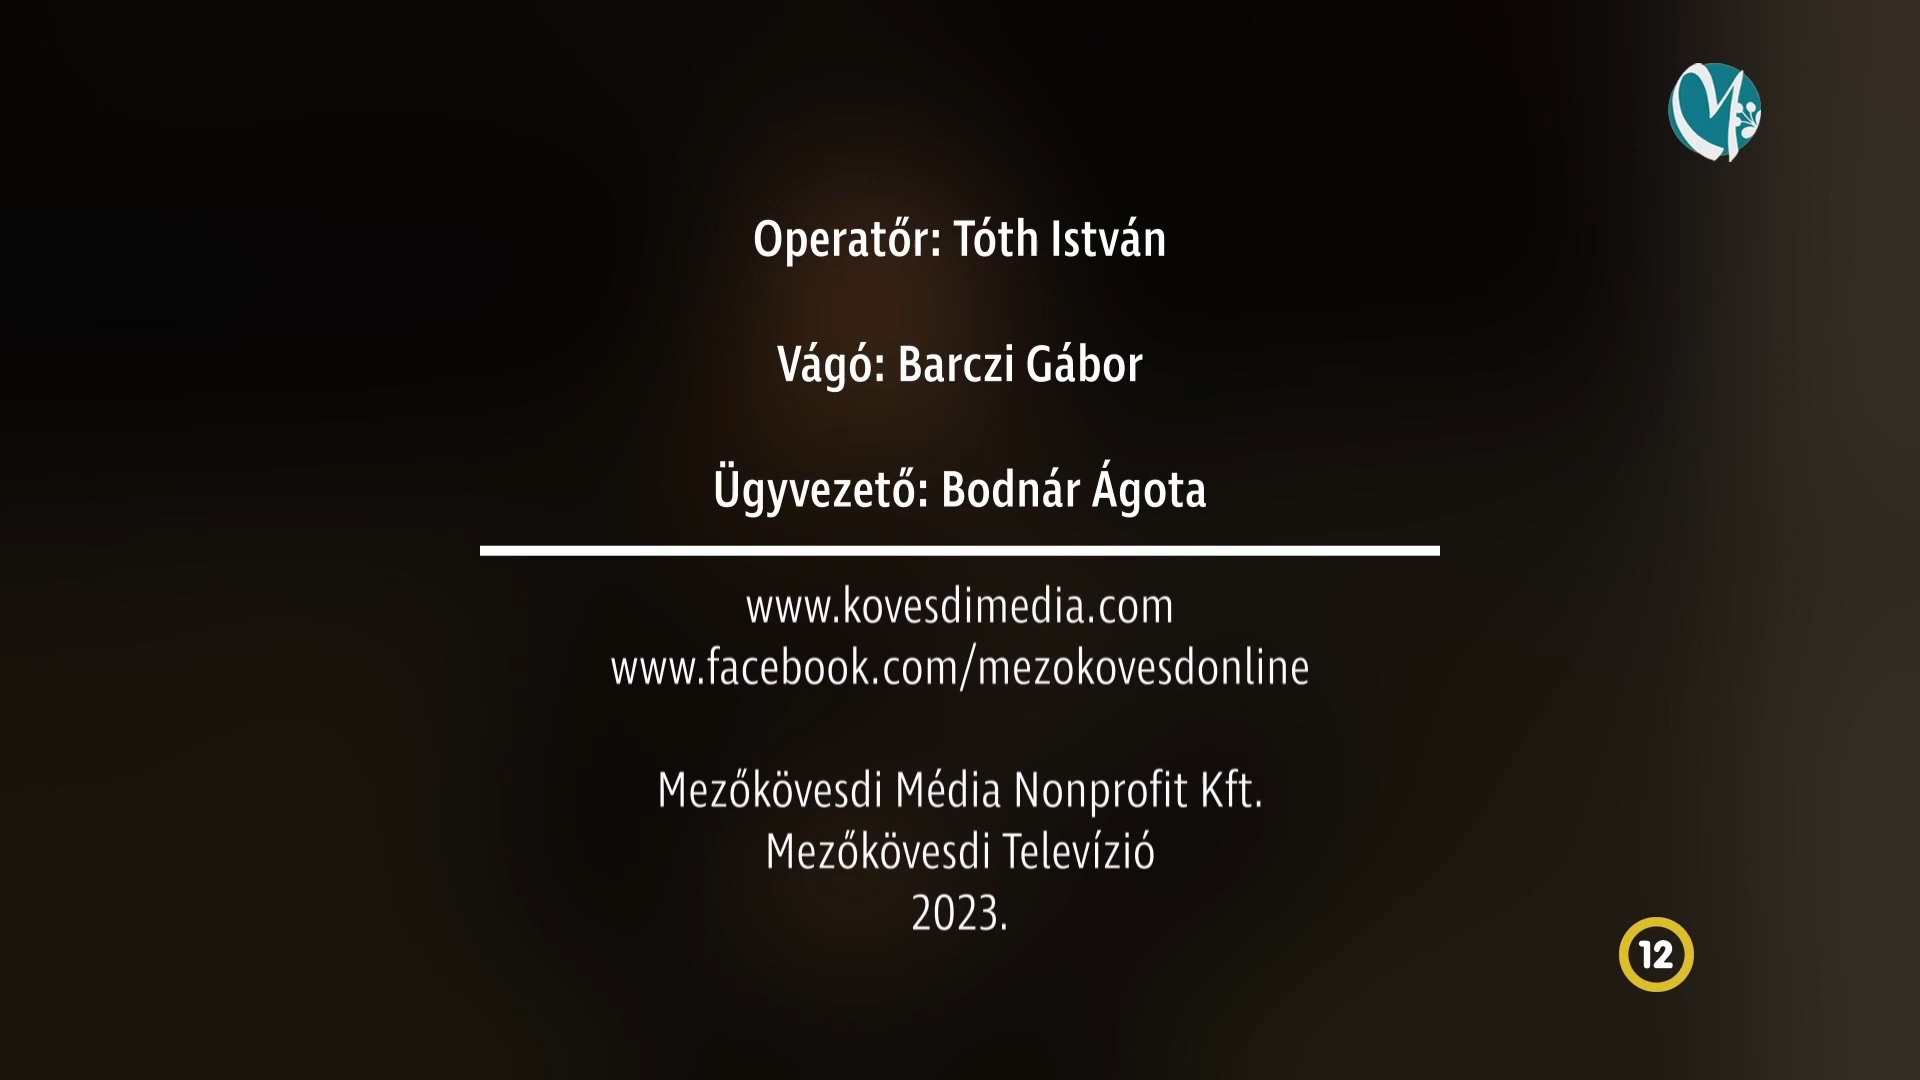 Operatőr: Tóth István
Vágó: Barczi Gábor
Ügyvezető: Bodnár Ágota
www.kovesdimedia.com
www.facebook.com/mezokovesdonline
Mezőkövesdi Média Nonprofit Kft.
Mezőkövesdi Televízió
2023.
12